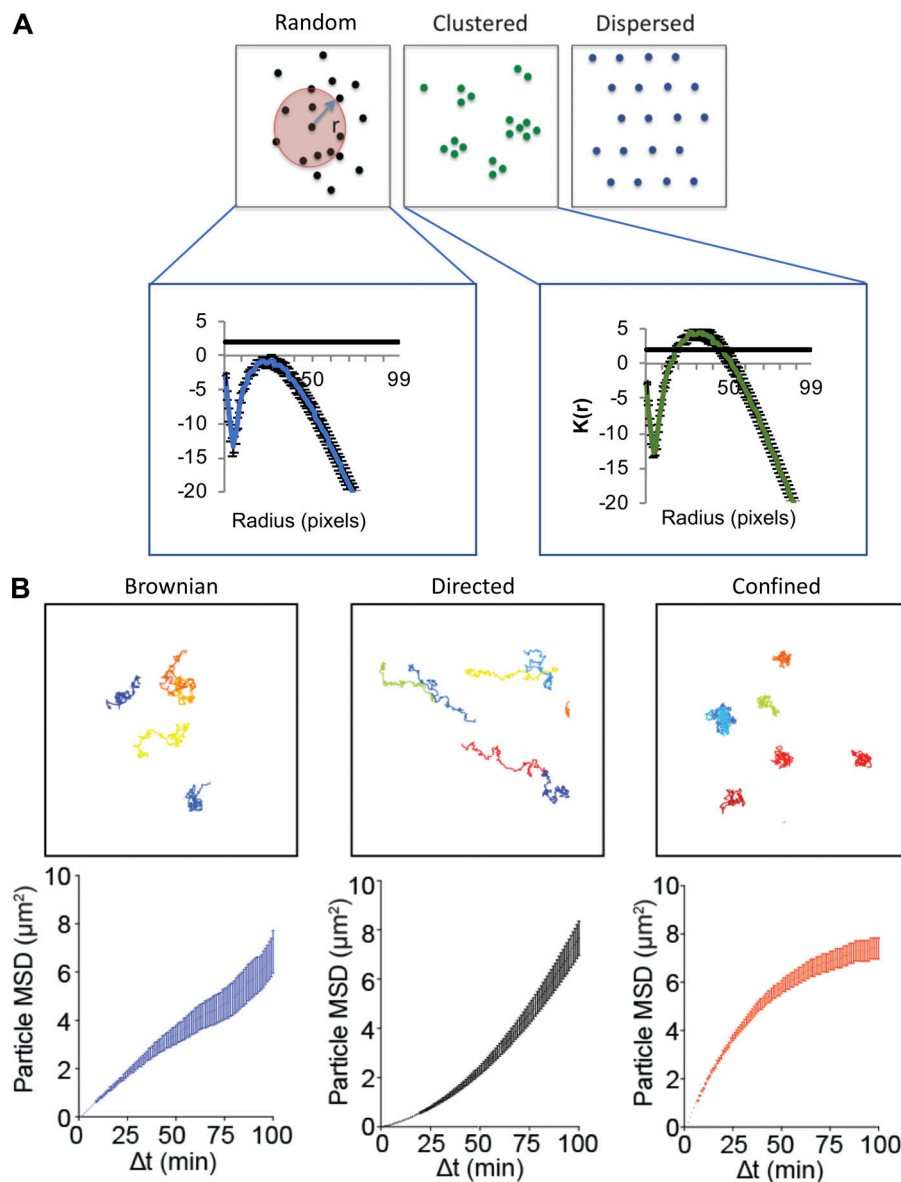 A
Random
Clustered
Dispersed
r
5
0
-5
-10
-15
-20
50
99
Radius (pixels)
K(r)
5
0
-5
-10
-15
-20
50
99
Radius (pixels)
B
Brownian
Directed
Confined
Particle MSD (µm²)
10
8
6
4
2
0
0 25 50 75 100
Δt (min)
Particle MSD (µm²)
10
8
6
4
2
0
0 25 50 75 100
Δt (min)
Particle MSD (µm²)
10
8
6
4
2
0
0 25 50 75 100
Δt (min)